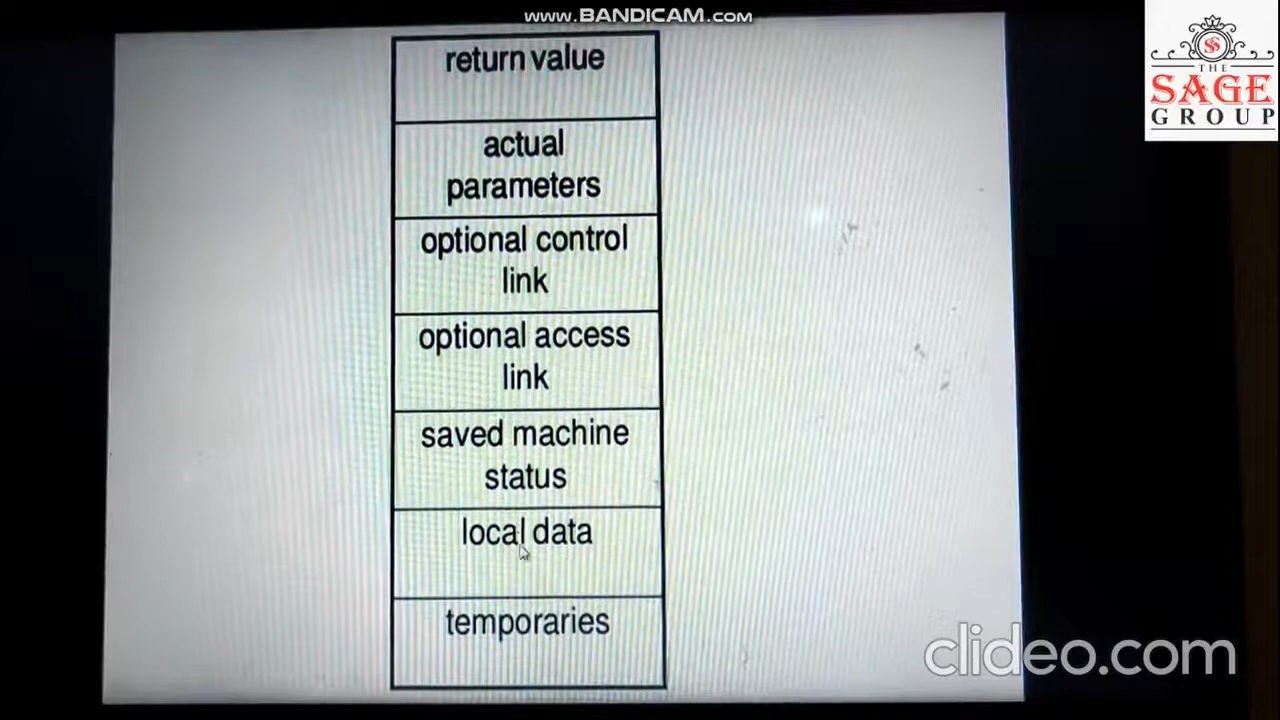 www.BANDICAM.com
return value
actual
parameters
optional control
link
optional access
link
saved machine
status
local data
temporaries
SS
THE
SAGE
GROUP
clideo.com